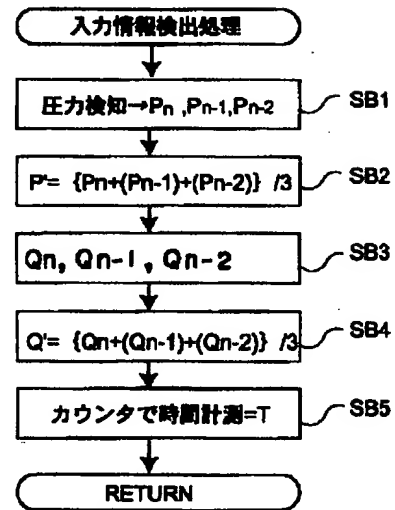 入力情報検出処理
圧力検知→Pn ,Pn-1,Pn-2
SB1
P'= {Pn+(Pn-1)+(Pn-2)} /3
SB2
Qn, Qn-1, Qn-2
SB3
Q'= {Qn+(Qn-1)+(Qn-2)} /3
SB4
カウンタで時間計測=T
SB5
RETURN